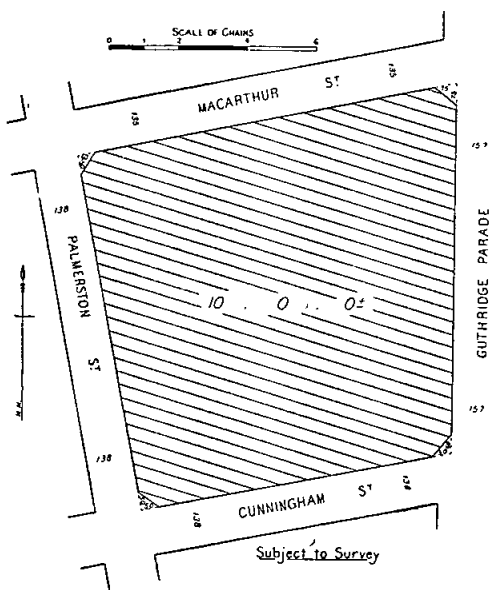 SCALE OF CHAINS
0 1 2 4 6
MACARTHUR ST
135
135
157
138
PALMERSTON ST
10 . 0 . 0±
GUTHRIDGE PARADE
157
138
138
CUNNINGHAM ST
138
Subject to Survey